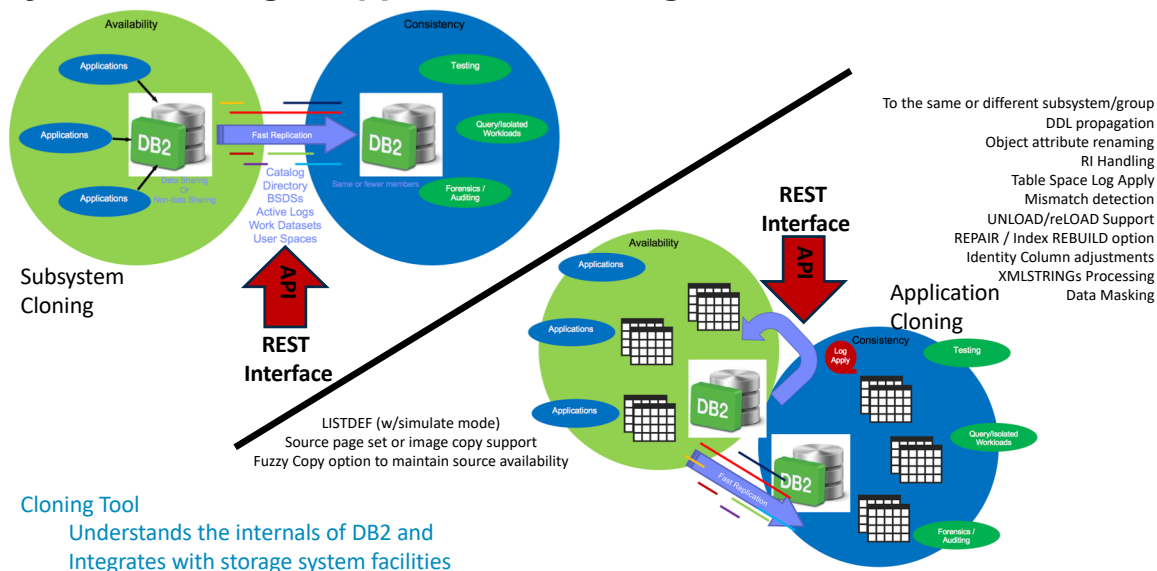 Availability
Consistency
Applications
Applications
Applications
DB2
Data Sharing
Or
Non-data Sharing
Fast Replication
Catalog
Directory
BSDSs
Active Logs
Work Datasets
User Spaces
DB2
Same or fewer members
Testing
Query/Isolated
Workloads
Forensics /
Auditing
Subsystem
Cloning
API
REST
Interface
To the same or different subsystem/group
DDL propagation
Object attribute renaming
RI Handling
Table Space Log Apply
Mismatch detection
UNLOAD/reLOAD Support
REPAIR / Index REBUILD option
Identity Column adjustments
XMLSTRINGs Processing
Data Masking
REST
Interface
API
Application
Cloning
Availability
Applications
Applications
Applications
DB2
Log
Apply
Consistency
Testing
Query/Isolated
Workloads
Forensics /
Auditing
DB2
Fast Replication
LISTDEF (w/simulate mode)
Source page set or image copy support
Fuzzy Copy option to maintain source availability
Cloning Tool
Understands the internals of DB2 and
Integrates with storage system facilities